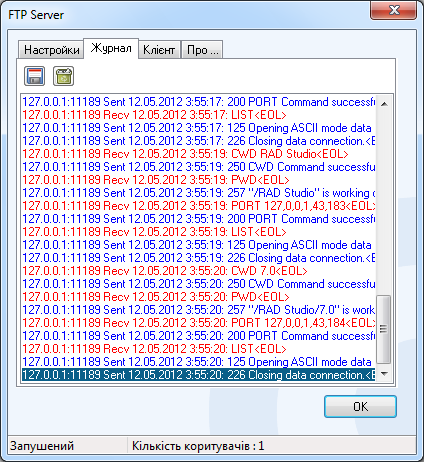 FTP Server
Настройки Журнал Клієнт Про ...
127.0.0.1:11189 Sent 12.05.2012 3:55:17: 200 PORT Command successfu
127.0.0.1:11189 Recv 12.05.2012 3:55:17: LIST<EOL>
127.0.0.1:11189 Sent 12.05.2012 3:55:17: 125 Opening ASCII mode data
127.0.0.1:11189 Sent 12.05.2012 3:55:17: 226 Closing data connection.<E
127.0.0.1:11189 Recv 12.05.2012 3:55:19: CWD RAD Studio<EOL>
127.0.0.1:11189 Sent 12.05.2012 3:55:19: 250 CWD Command successfu
127.0.0.1:11189 Recv 12.05.2012 3:55:19: PWD<EOL>
127.0.0.1:11189 Sent 12.05.2012 3:55:19: 257 "/RAD Studio" is working d
127.0.0.1:11189 Recv 12.05.2012 3:55:19: PORT 127,0,0,1,43,183<EOL>
127.0.0.1:11189 Sent 12.05.2012 3:55:19: 200 PORT Command successfu
127.0.0.1:11189 Recv 12.05.2012 3:55:19: LIST<EOL>
127.0.0.1:11189 Sent 12.05.2012 3:55:19: 125 Opening ASCII mode data
127.0.0.1:11189 Sent 12.05.2012 3:55:19: 226 Closing data connection.<E
127.0.0.1:11189 Recv 12.05.2012 3:55:20: CWD 7.0<EOL>
127.0.0.1:11189 Sent 12.05.2012 3:55:20: 250 CWD Command successfu
127.0.0.1:11189 Recv 12.05.2012 3:55:20: PWD<EOL>
127.0.0.1:11189 Sent 12.05.2012 3:55:20: 257 "/RAD Studio/7.0" is workin
127.0.0.1:11189 Recv 12.05.2012 3:55:20: PORT 127,0,0,1,43,184<EOL>
127.0.0.1:11189 Sent 12.05.2012 3:55:20: 200 PORT Command successfu
127.0.0.1:11189 Recv 12.05.2012 3:55:20: LIST<EOL>
127.0.0.1:11189 Sent 12.05.2012 3:55:20: 125 Opening ASCII mode data
127.0.0.1:11189 Sent 12.05.2012 3:55:20: 226 Closing data connection.<E
OK
Запушений Кількість коритувачів : 1